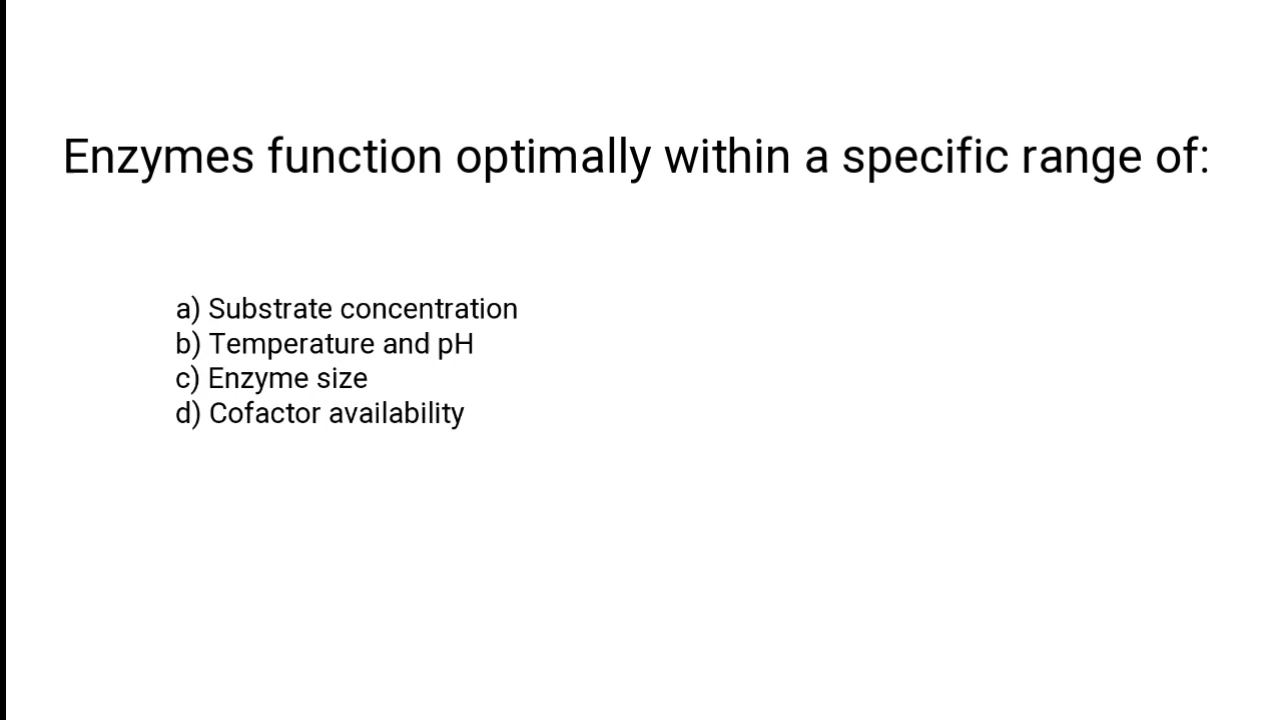 Enzymes function optimally within a specific range of:
a) Substrate concentration
b) Temperature and pH
c) Enzyme size
d) Cofactor availability